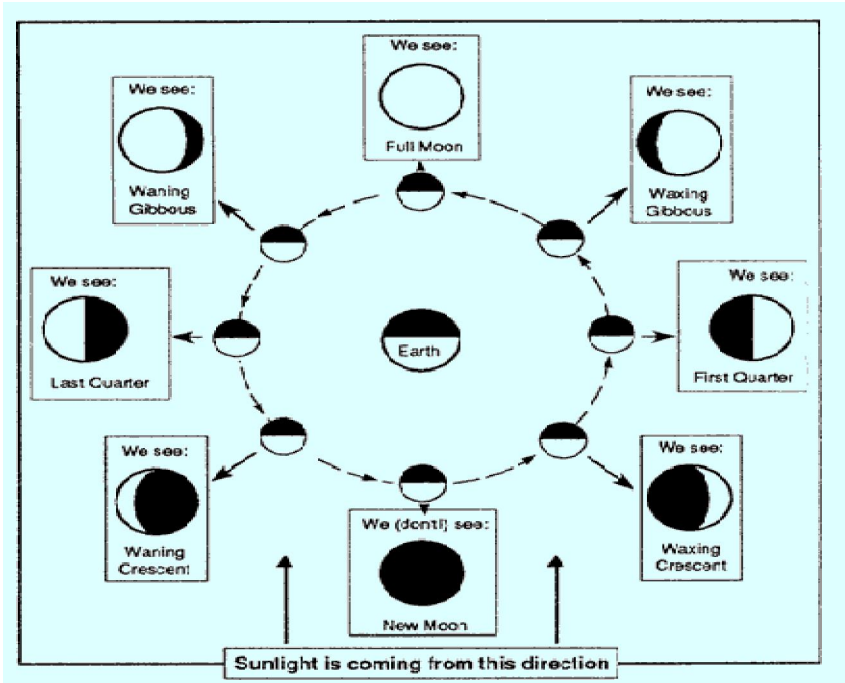 We see:
Full Moon
We see:
Waning
Gibbous
We see:
Waxing
Gibbous
We see:
Last Quarter
Earth
We see:
First Quarter
We see:
Waning
Crescent
We (dont!) see:
New Moon
We see:
Waxing
Crescent
Sunlight is coming from this direction